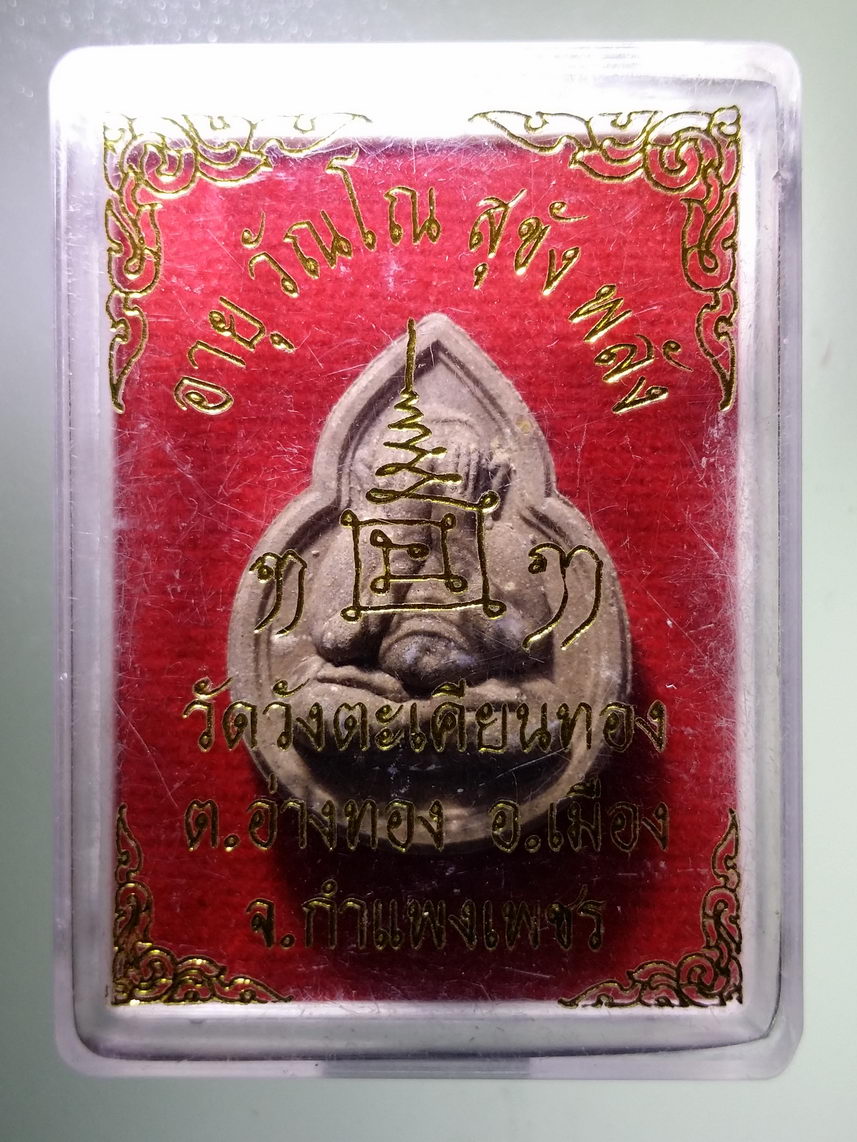 อายุ วัณโณ สุขัง พลัง
วัดวังตะเคียนทอง
ต.อ่างทอง อ.เมือง
จ.กำแพงเพชร